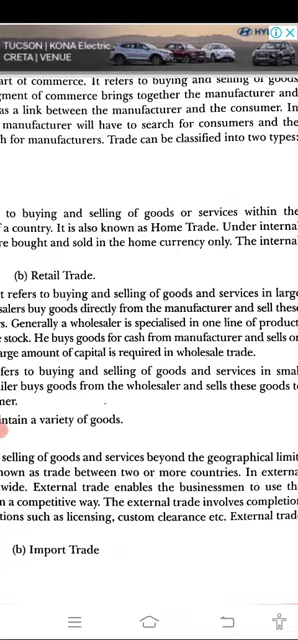 HYU
TUCSON | KONA Electric
CRETA | VENUE
art of commerce. It refers to buying and selling of goods
gment of commerce brings together the manufacturer and
as a link between the manufacturer and the consumer. In
manufacturer will have to search for consumers and the
h for manufacturers. Trade can be classified into two types:
to buying and selling of goods or services within the
f a country. It is also known as Home Trade. Under internal
re bought and sold in the home currency only. The internal
(b) Retail Trade.
t refers to buying and selling of goods and services in large
salers buy goods directly from the manufacturer and sell these
rs. Generally a wholesaler is specialised in one line of product
e stock. He buys goods for cash from manufacturer and sells on
arge amount of capital is required in wholesale trade.
fers to buying and selling of goods and services in smal
iler buys goods from the wholesaler and sells these goods to
mer.
intain a variety of goods.
selling of goods and services beyond the geographical limit
nown as trade between two or more countries. In externa
wide. External trade enables the businessmen to use th
n a competitive way. The external trade involves completion
tions such as licensing, custom clearance etc. External trad
(b) Import Trade